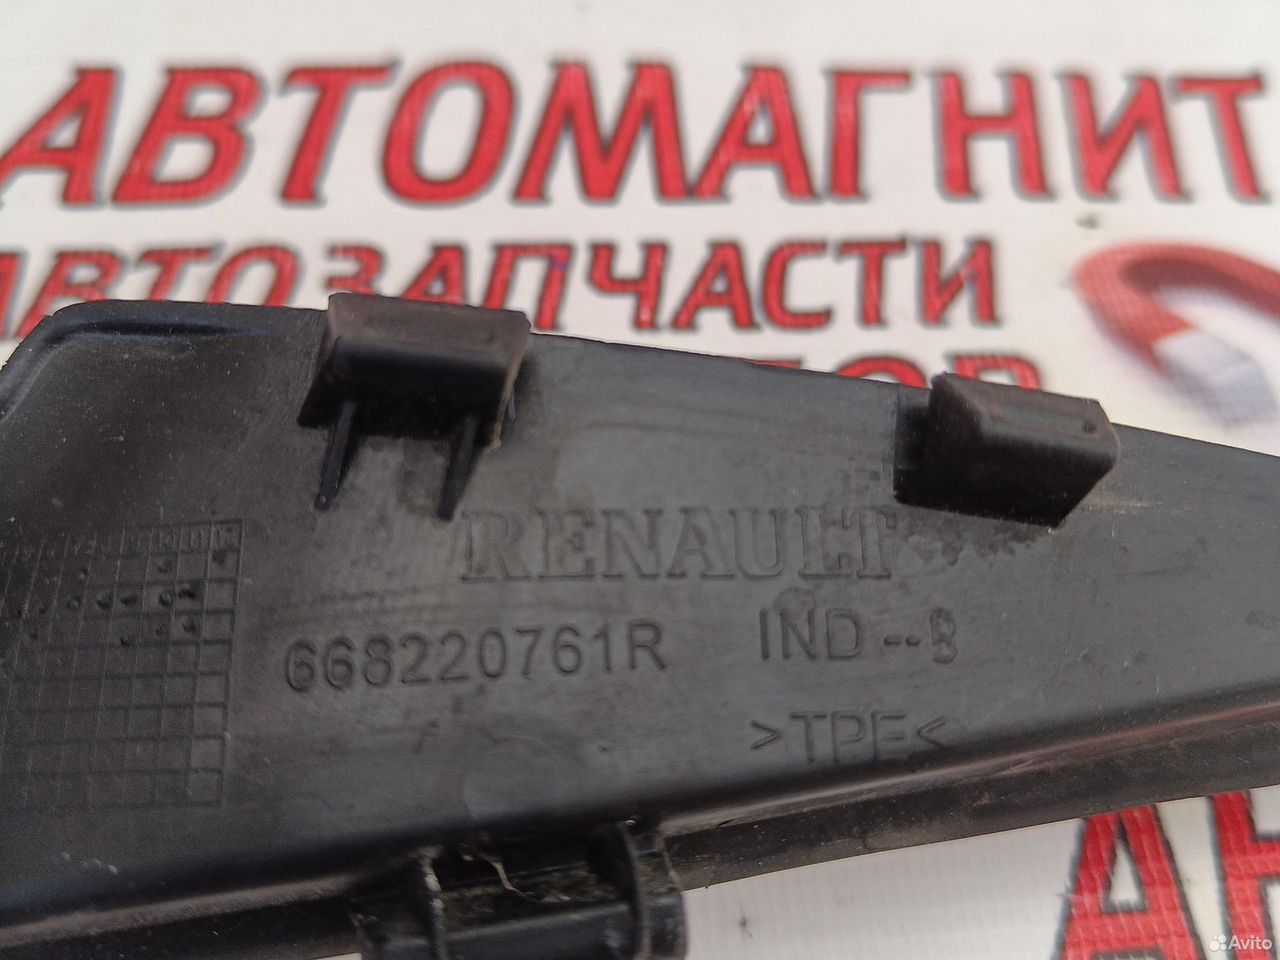 АВТОМАГНИТ
АВТОЗАПЧАСТИ
RENAULT
668220761R
IND--B
>TPE<
Avito